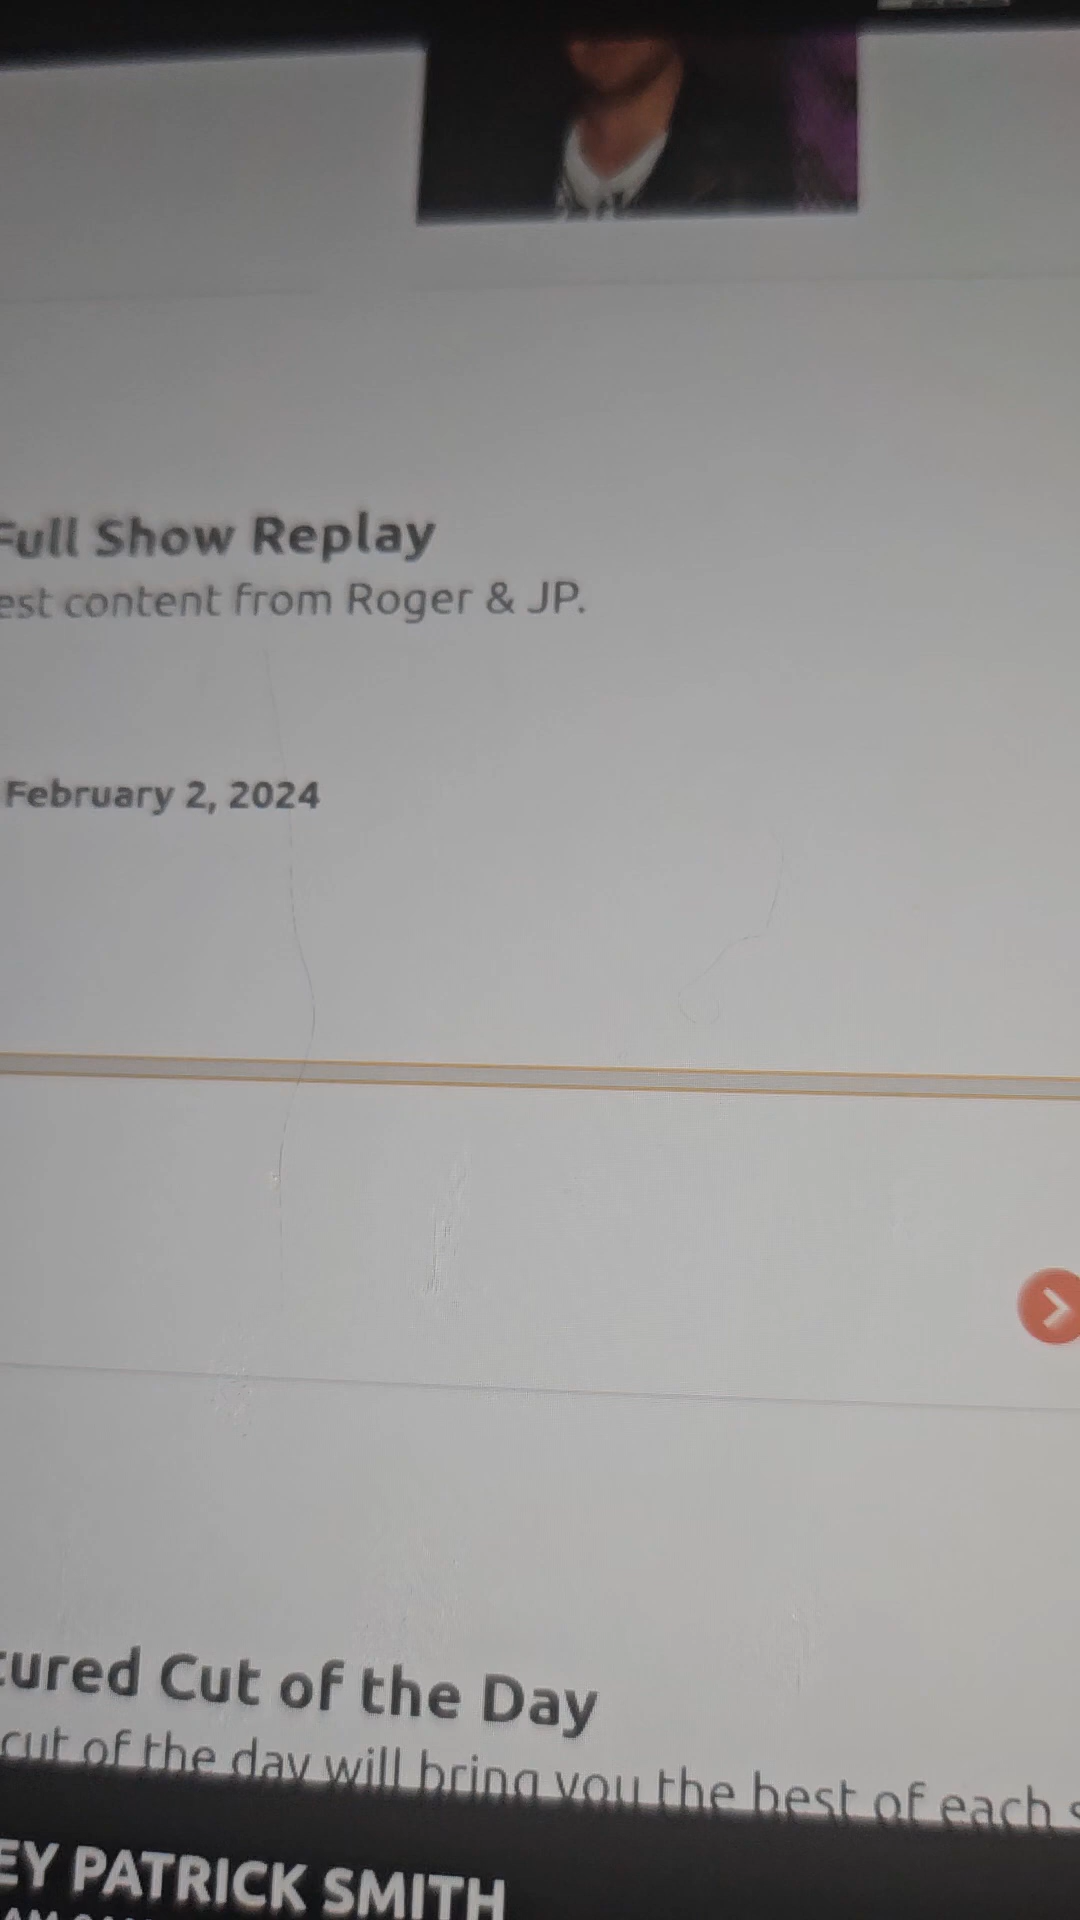 Full Show Replay
est content from Roger & JP.
February 2, 2024
tured Cut of the Day
cut of the day will bring you the best of each
EY PATRICK SMITH